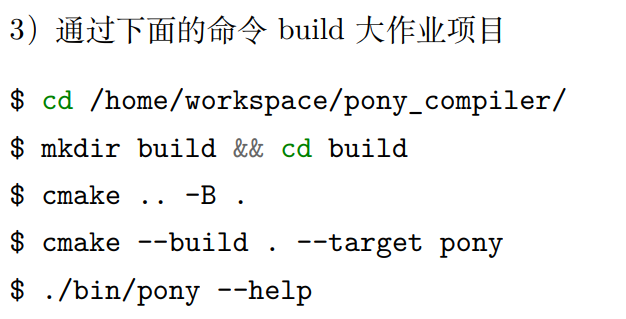 3）通过下面的命令 build 大作业项目
$ cd /home/workspace/pony_compiler/
$ mkdir build && cd build
$ cmake .. -B .
$ cmake --build . --target pony
$ ./bin/pony --help